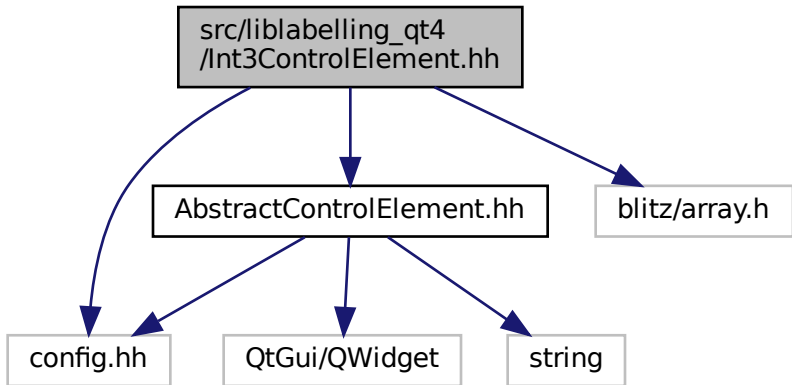 src/liblabelling_qt4
/Int3ControlElement.hh
AbstractControlElement.hh
blitz/array.h
config.hh
QtGui/QWidget
string